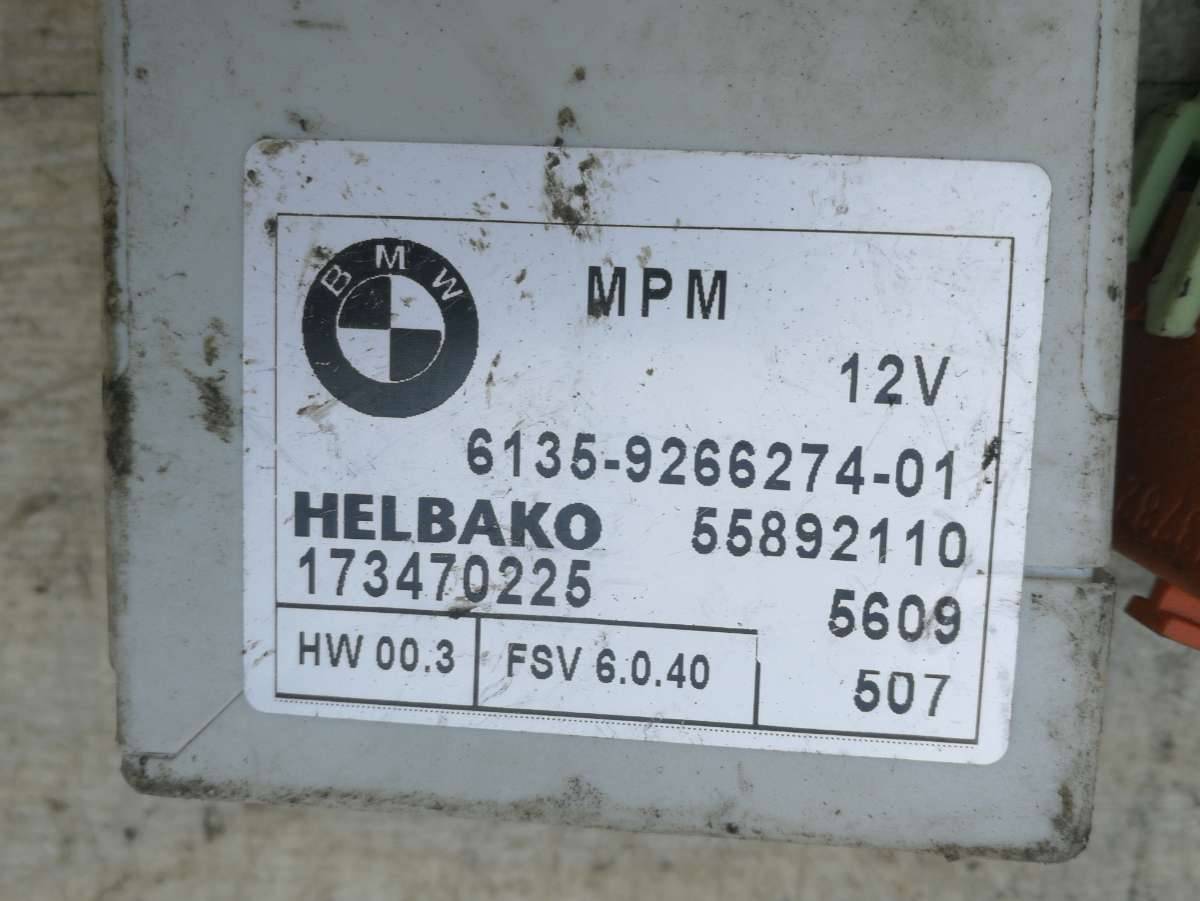 BMW
MPM
12V
6135-9266274-01
HELBAKO 55892110
173470225
5609
HW 00.3 FSV 6.0.40
507